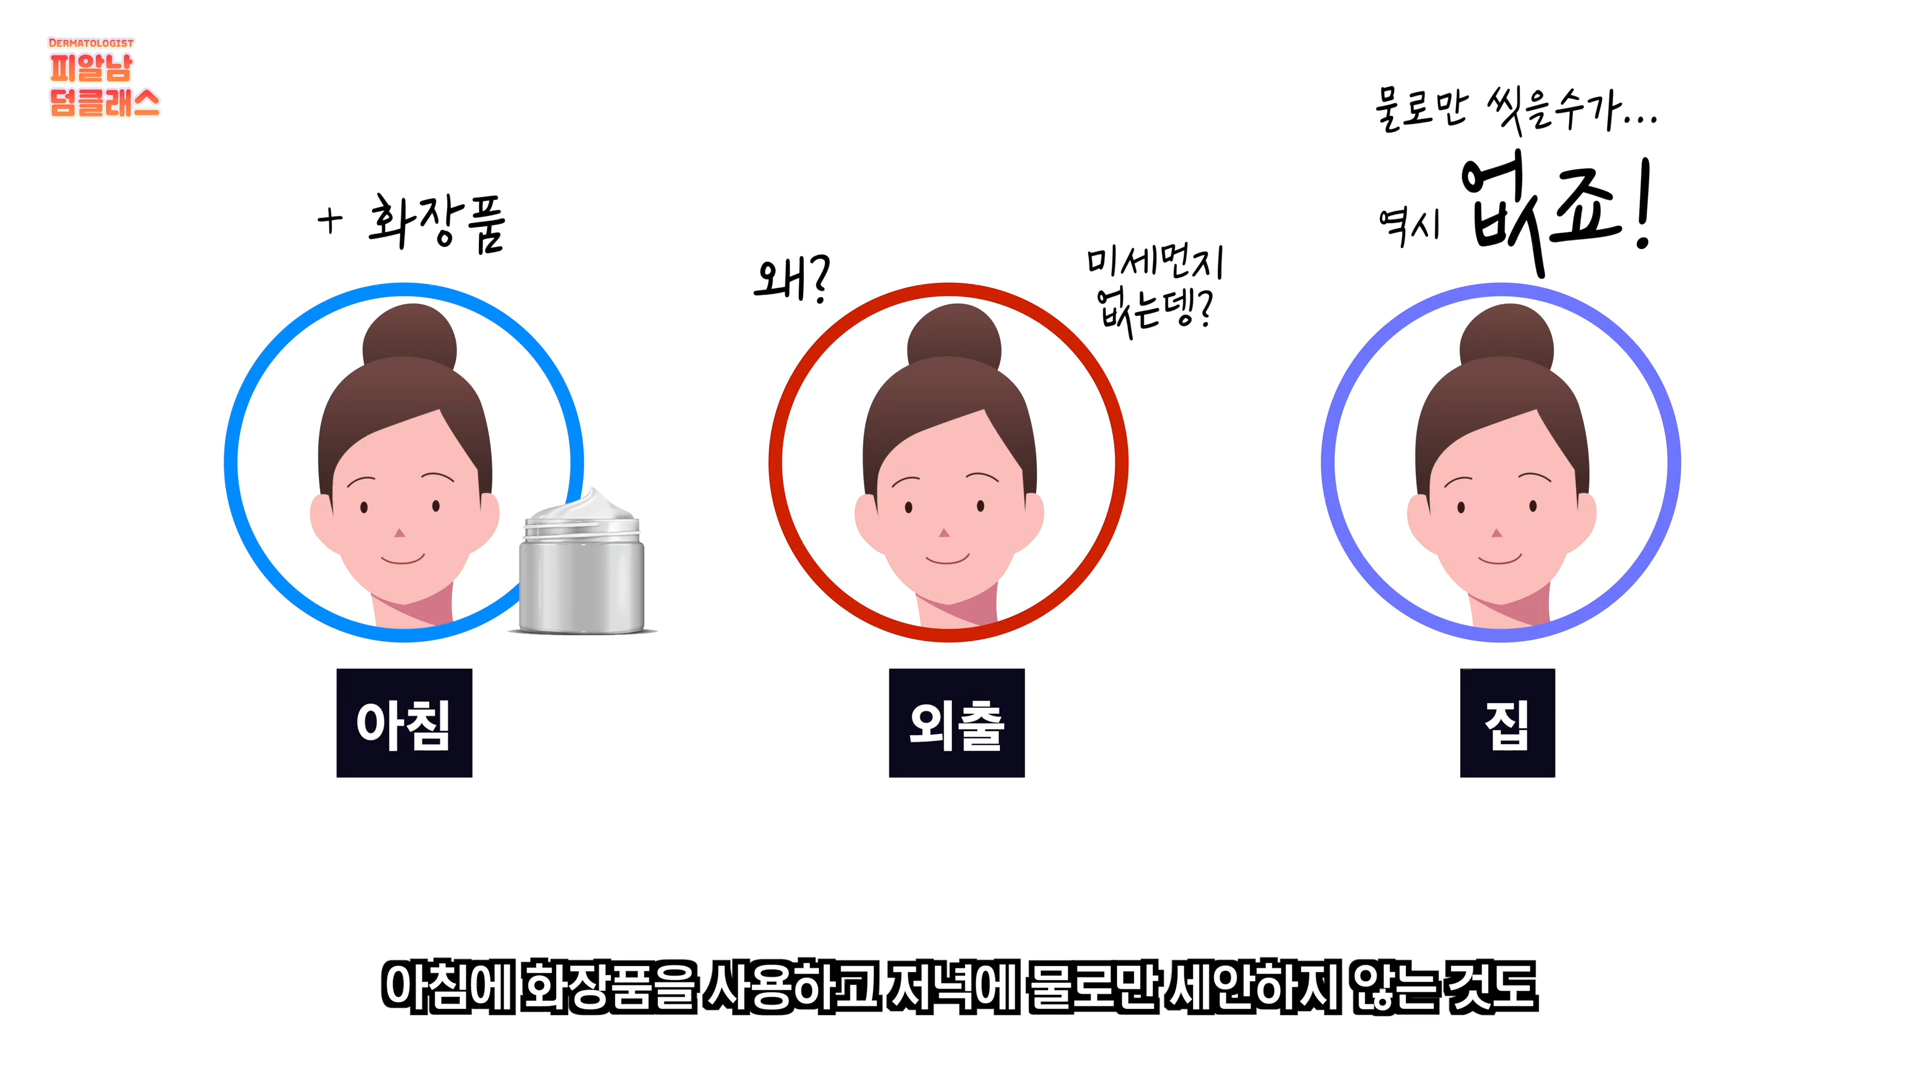 DERMATOLOGIST
피알남
덤클래스
+ 화장품
왜?
미세먼지
없는뎅?
물로만 씻을수가...
역시 없죠!
아침
외출
집
아침에 화장품을 사용하고 저녁에 물로만 세안하지 않는 것도